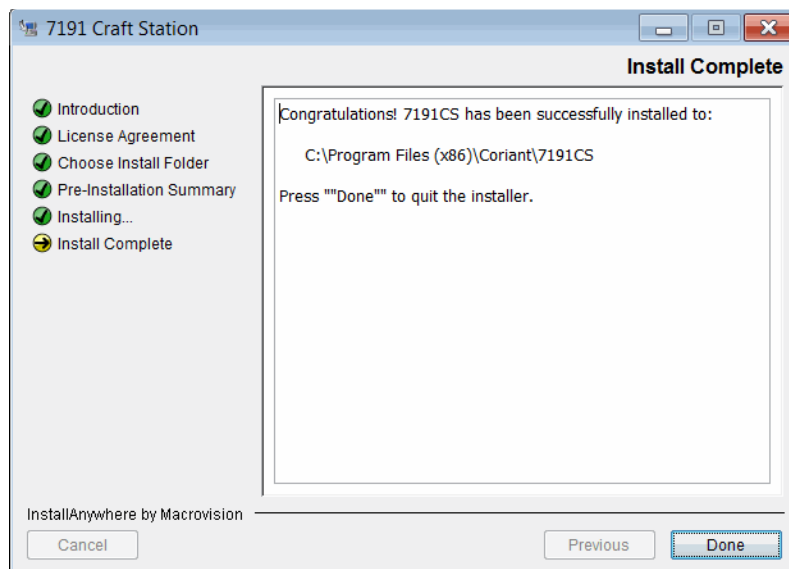 7191 Craft Station
Install Complete
Introduction
License Agreement
Choose Install Folder
Pre-Installation Summary
Installing...
Install Complete
Congratulations! 7191CS has been successfully installed to:
C:\Program Files (x86)\Coriant\7191CS
Press ""Done"" to quit the installer.
InstallAnywhere by Macrovision
Cancel
Previous
Done